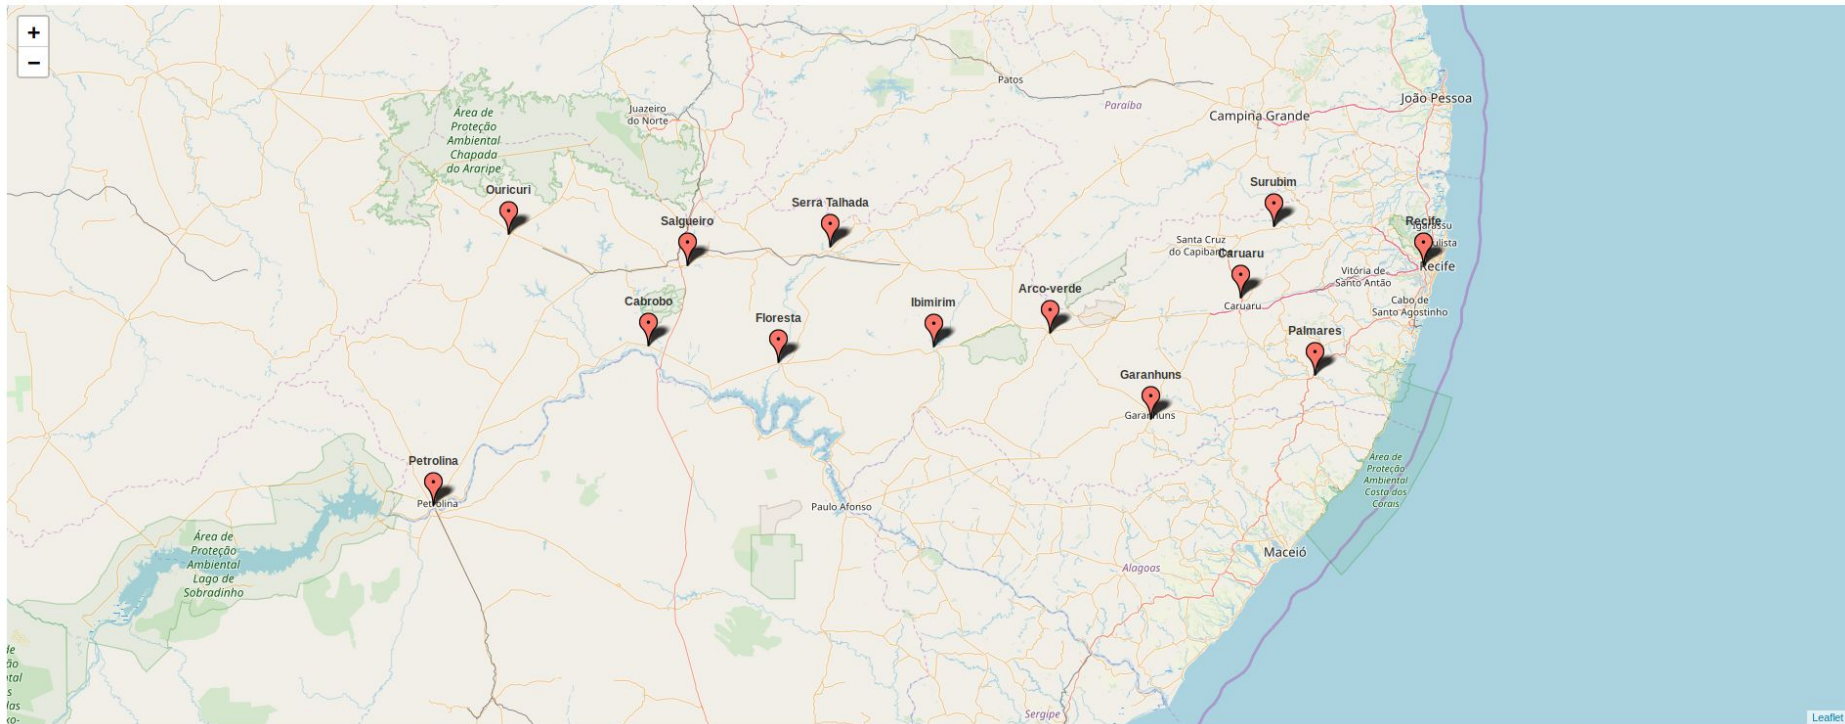 +
−
Patos
João Pessoa
Paraíba
Juazeiro
do Norte
Campina Grande
Área de
Proteção
Ambiental
Chapada
do Araripe
Ouricuri
Surubim
Serra Talhada
Salgueiro
Recife
Igarassu
Santa Cruz
do Capibaribe
Caruaru
Recife
Vitória de
Santo Antão
Arco-verde
Cabrobo
Ibimirim
Caruaru
Cabo de
Santo Agostinho
Floresta
Palmares
Garanhuns
Garanhuns
Petrolina
Petrolina
Área de
Proteção
Ambiental
Costa dos
Corais
Paulo Afonso
Área de
Proteção
Ambiental
Lago de
Sobradinho
Maceió
Alagoas
Sergipe
Leaflet